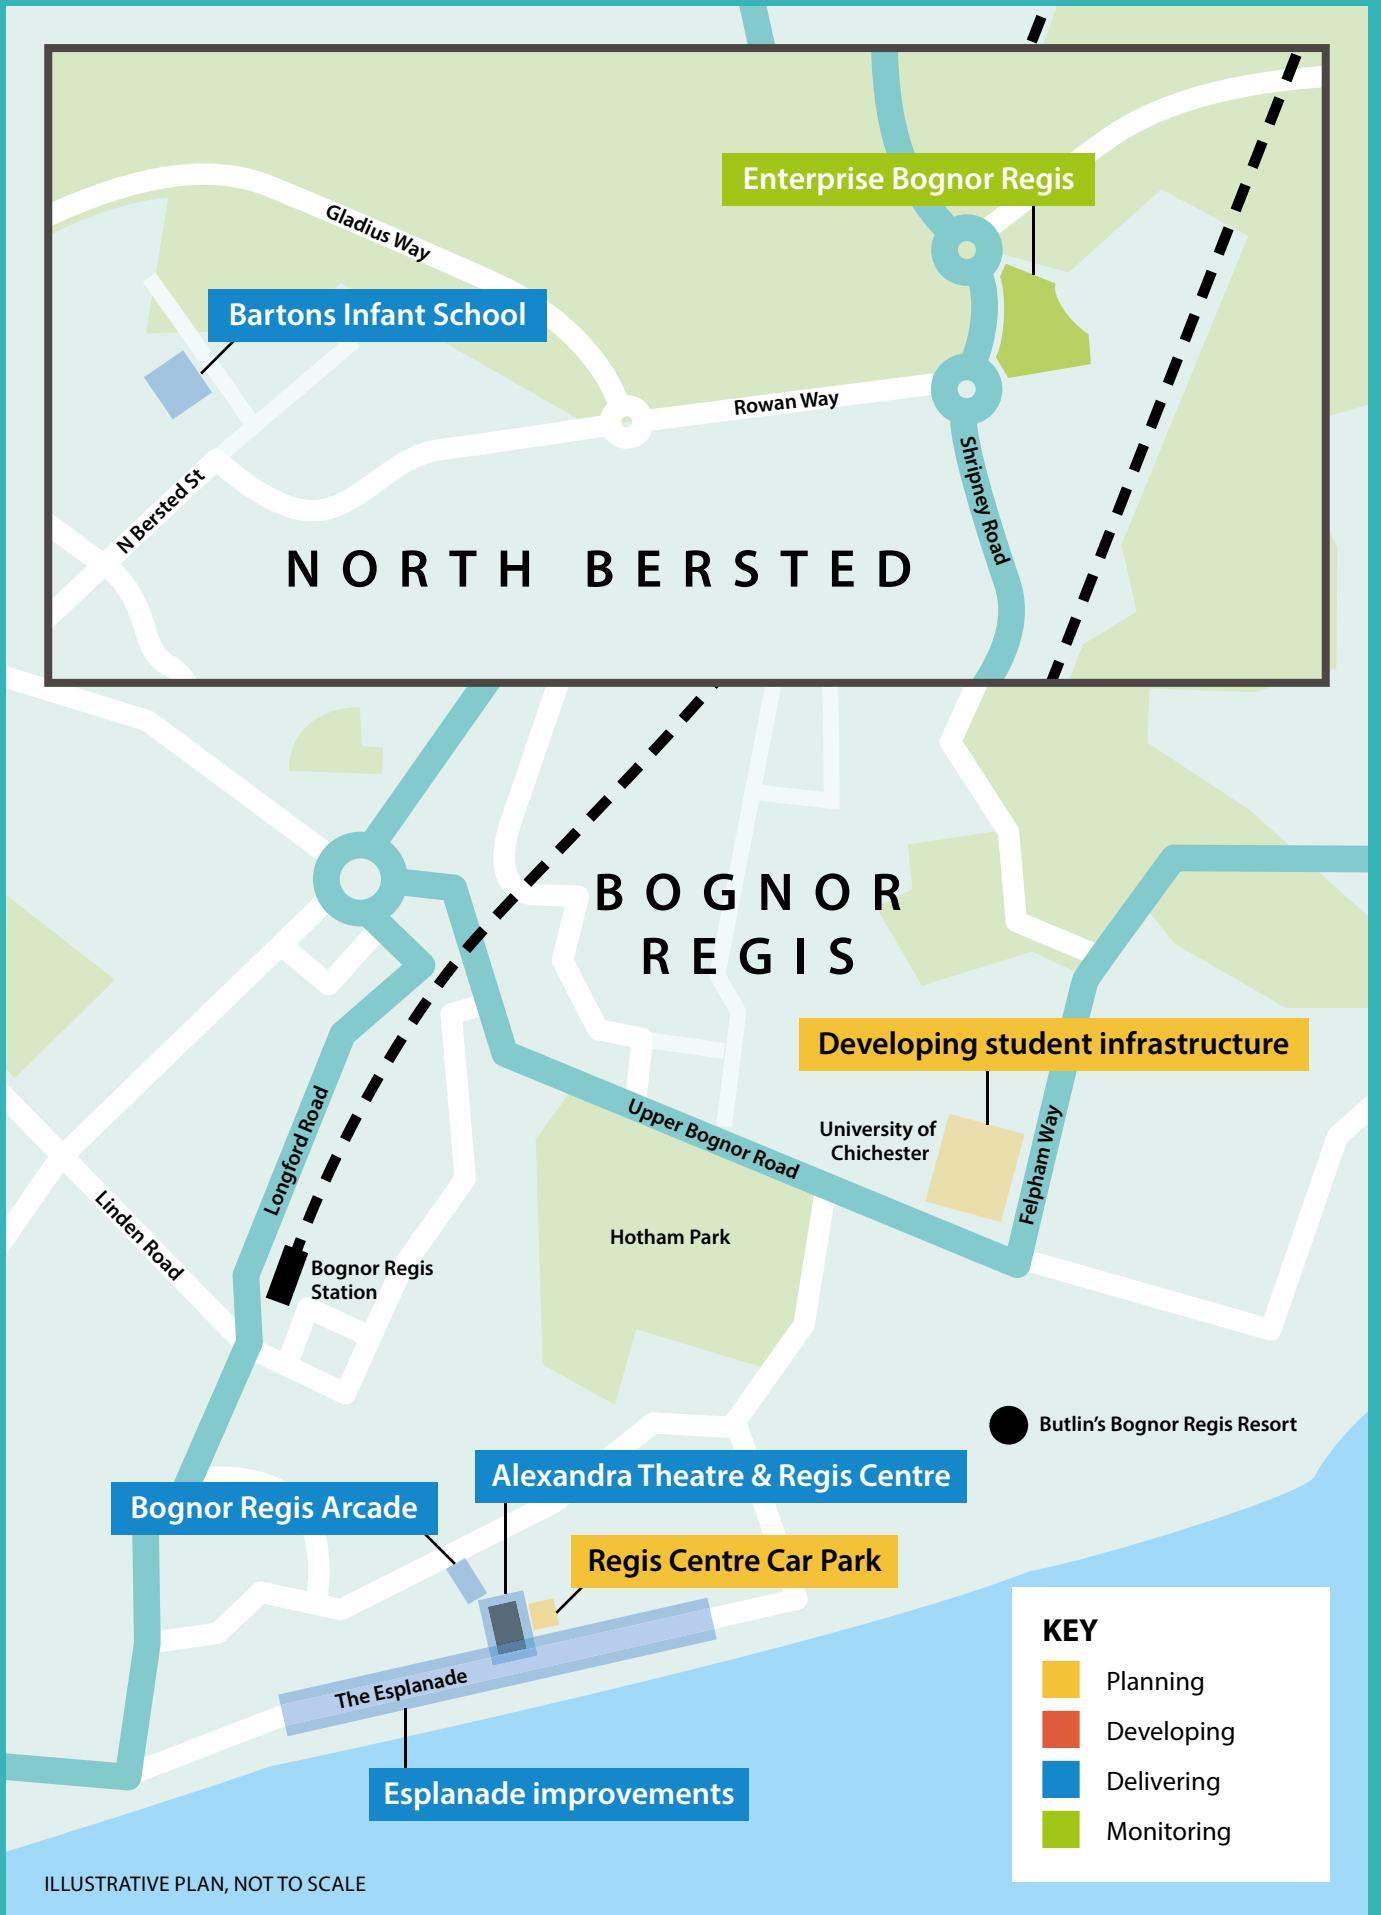 Enterprise Bognor Regis
Gladius Way
Bartons Infant School
Rowan Way
Shripney Road
N Bersted St
NORTH BERSTED
BOGNOR
REGIS
Developing student infrastructure
Longford Road
Upper Bognor Road
University of
Chichester
Felpham Way
Linden Road
Hotham Park
Bognor Regis
Station
Butlin's Bognor Regis Resort
Alexandra Theatre & Regis Centre
Bognor Regis Arcade
Regis Centre Car Park
The Esplanade
Esplanade improvements
KEY
Planning
Developing
Delivering
Monitoring
ILLUSTRATIVE PLAN, NOT TO SCALE